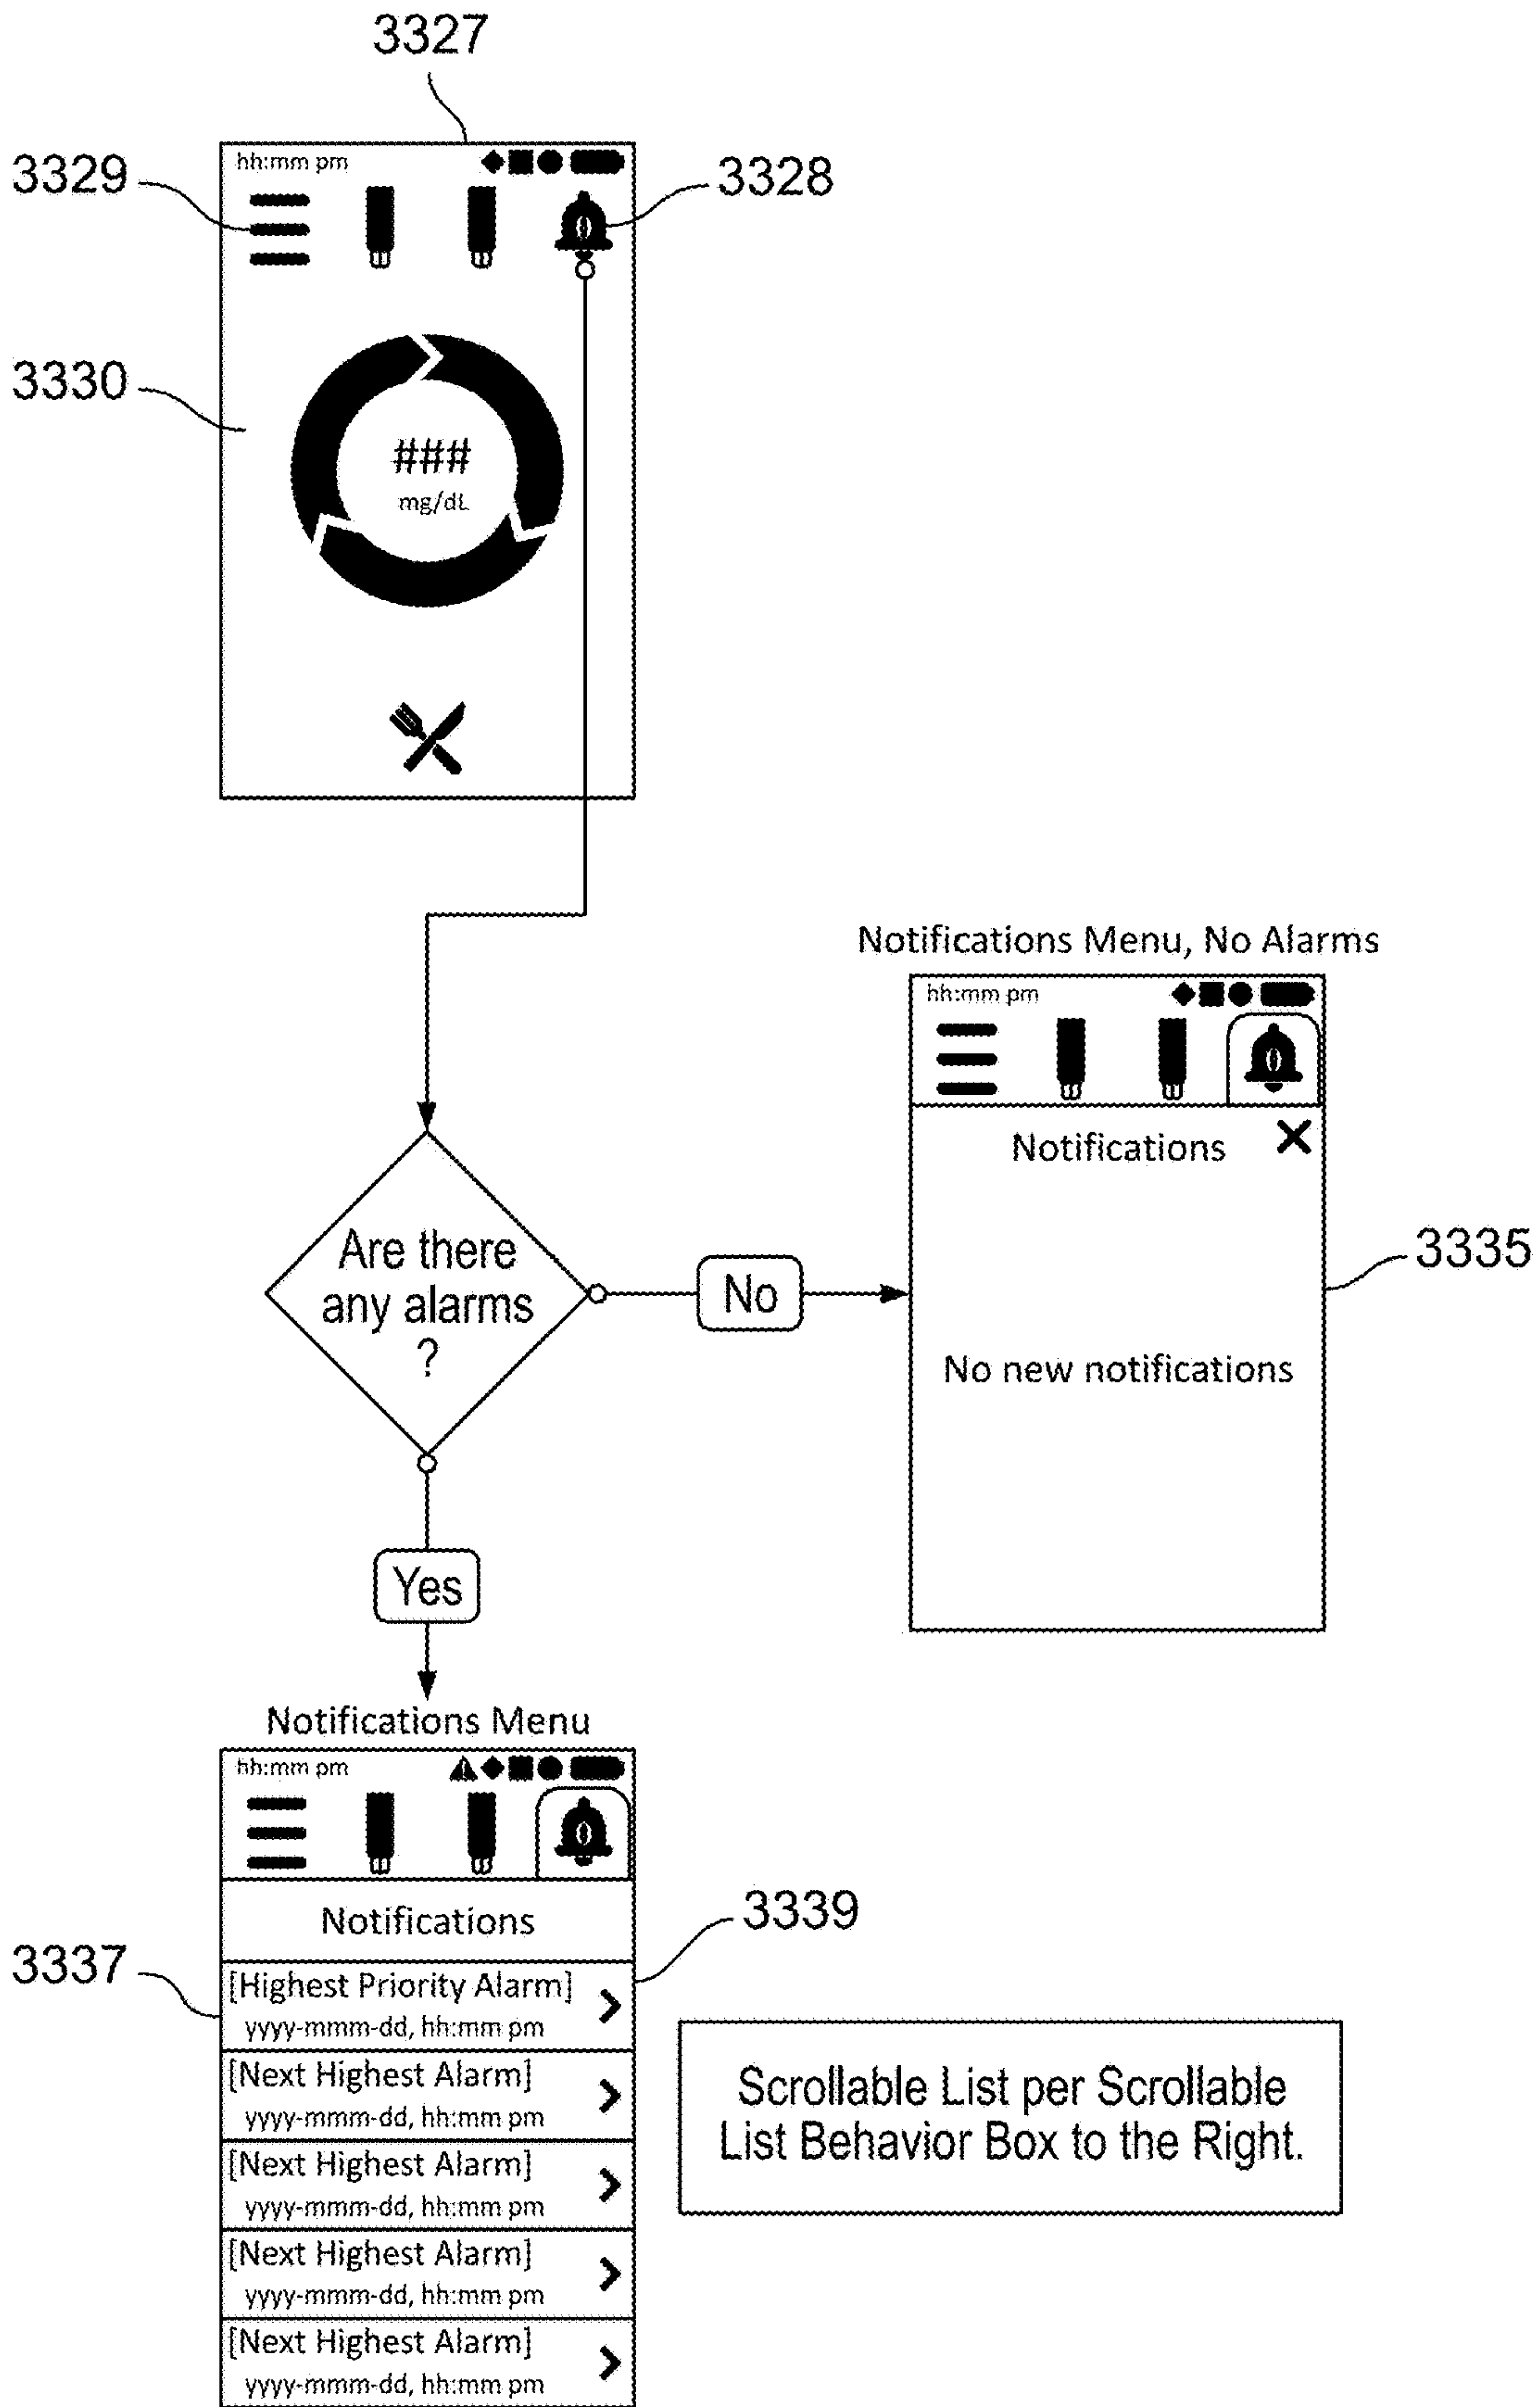 3327
3329
hh:mm pm
3328
3330
###
mg/dL
Notifications Menu, No Alarms
hh:mm pm
Notifications
No new notifications
3335
Are there
any alarms
?
No
Yes
Notifications Menu
hh:mm pm
Notifications
3337
3339
[Highest Priority Alarm]
yyyy-mmm-dd, hh:mm pm
[Next Highest Alarm]
yyyy-mmm-dd, hh:mm pm
[Next Highest Alarm]
yyyy-mmm-dd, hh:mm pm
[Next Highest Alarm]
yyyy-mmm-dd, hh:mm pm
[Next Highest Alarm]
yyyy-mmm-dd, hh:mm pm
Scrollable List per Scrollable
List Behavior Box to the Right.